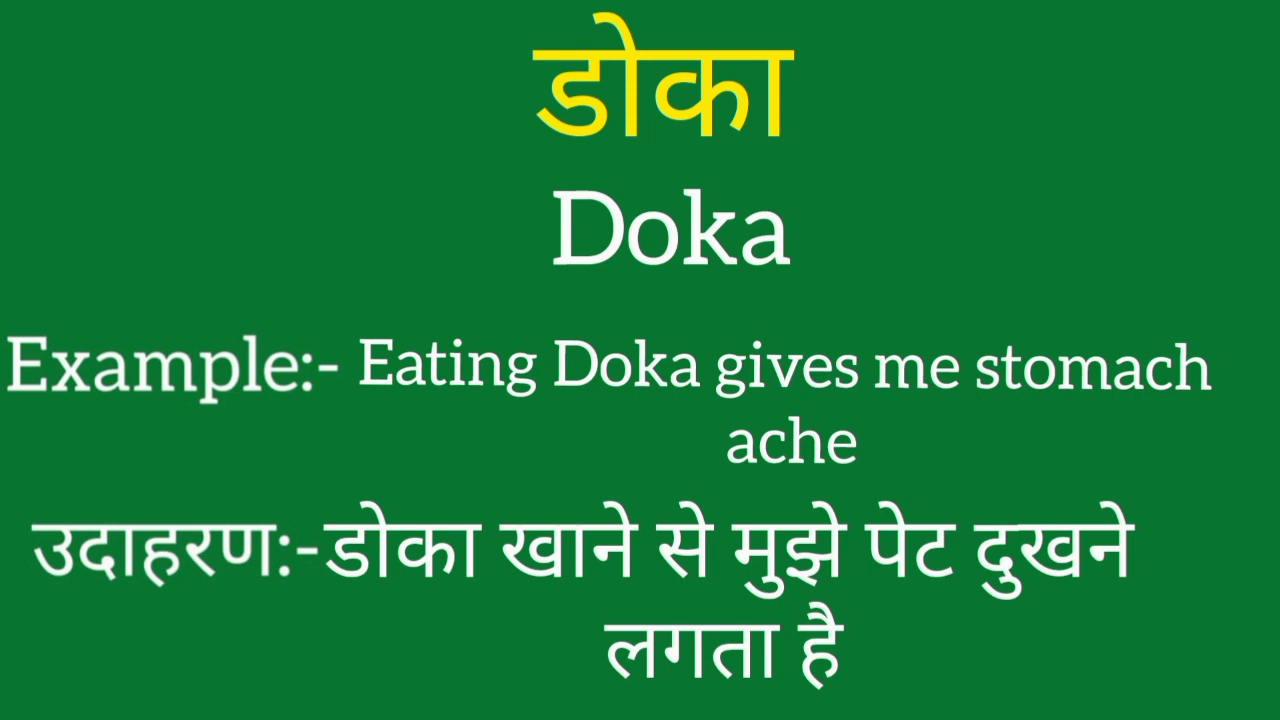 डोका
Doka
Example:- Eating Doka gives me stomach
ache
उदाहरण:-डोका खाने से मुझे पेट दुखने
लगता है